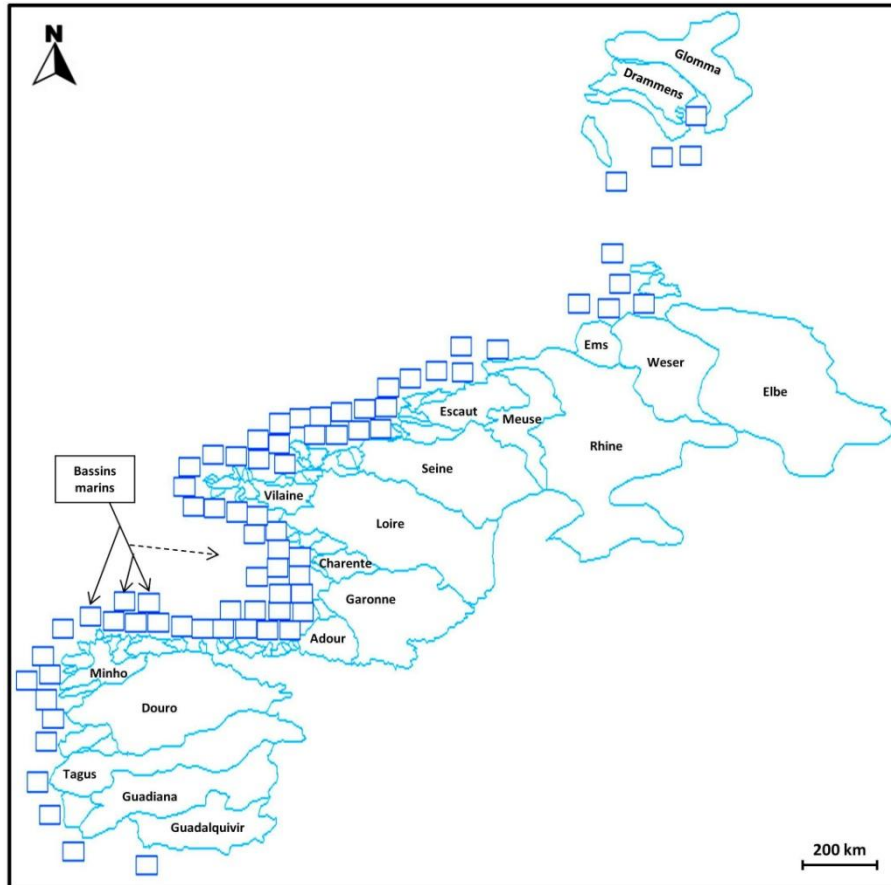 N
Glomma
Drammens
Ems
Weser
Elbe
Escaut
Meuse
Rhine
Seine
Bassins
marins
Vilaine
Loire
Charente
Garonne
Adour
Minho
Douro
Tagus
Guadiana
Guadalquivir
200 km